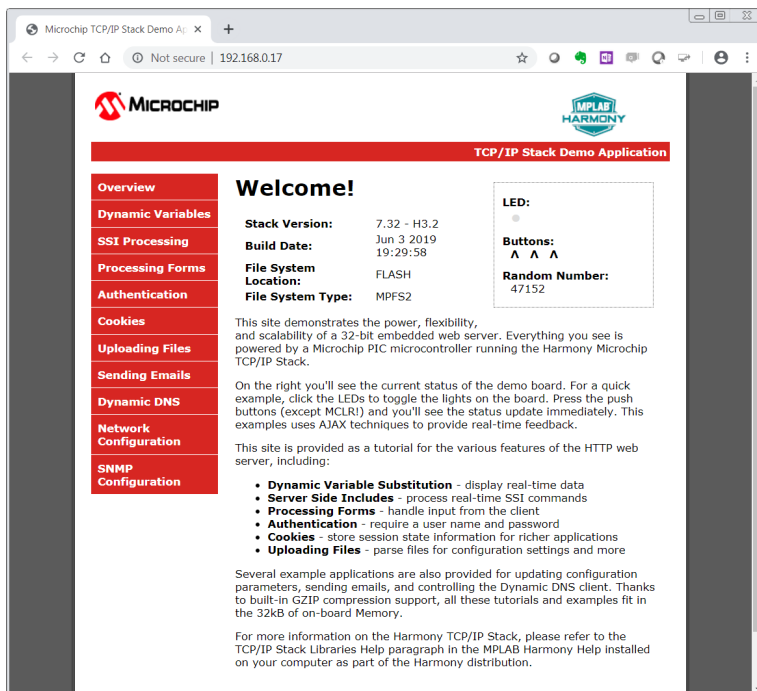 Microchip TCP/IP Stack Demo Ap
Not secure | 192.168.0.17
MICROCHIP
MPLAB
HARMONY
TCP/IP Stack Demo Application
Overview
Dynamic Variables
SSI Processing
Processing Forms
Authentication
Cookies
Uploading Files
Sending Emails
Dynamic DNS
Network
Configuration
SNMP
Configuration
Welcome!
Stack Version: 7.32 - H3.2
Build Date: Jun 3 2019
19:29:58
File System
Location: FLASH
File System Type: MPFS2
LED:
Buttons:
Λ Λ Λ
Random Number:
47152
This site demonstrates the power, flexibility,
and scalability of a 32-bit embedded web server. Everything you see is
powered by a Microchip PIC microcontroller running the Harmony Microchip
TCP/IP Stack.
On the right you'll see the current status of the demo board. For a quick
example, click the LEDs to toggle the lights on the board. Press the push
buttons (except MCLR!) and you'll see the status update immediately. This
examples uses AJAX techniques to provide real-time feedback.
This site is provided as a tutorial for the various features of the HTTP web
server, including:
• Dynamic Variable Substitution - display real-time data
• Server Side Includes - process real-time SSI commands
• Processing Forms - handle input from the client
• Authentication - require a user name and password
• Cookies - store session state information for richer applications
• Uploading Files - parse files for configuration settings and more
Several example applications are also provided for updating configuration
parameters, sending emails, and controlling the Dynamic DNS client. Thanks
to built-in GZIP compression support, all these tutorials and examples fit in
the 32kB of on-board Memory.
For more information on the Harmony TCP/IP Stack, please refer to the
TCP/IP Stack Libraries Help paragraph in the MPLAB Harmony Help installed
on your computer as part of the Harmony distribution.